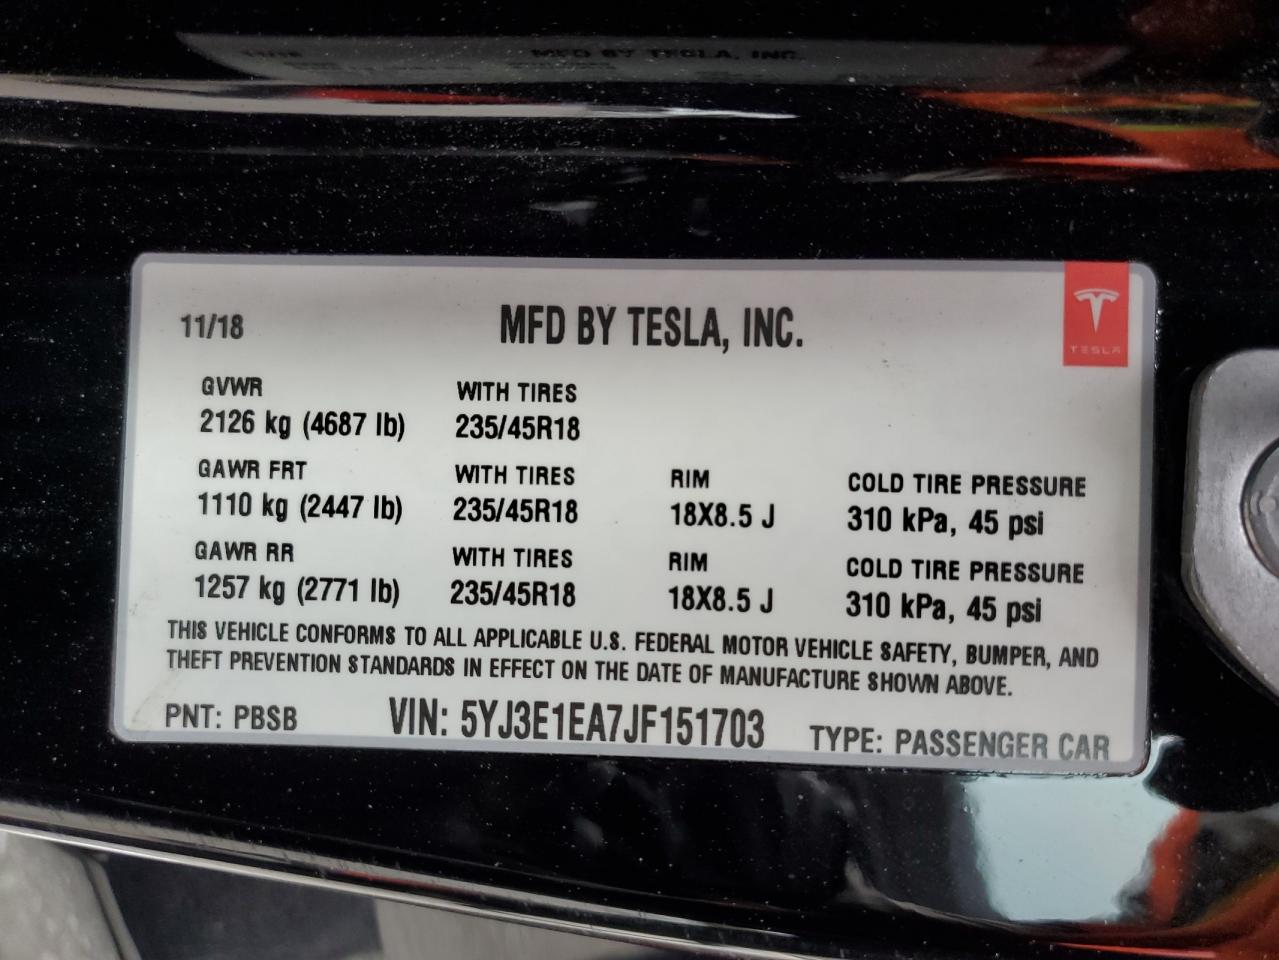 MFD BY TESLA, INC.
11/18 MFD BY TESLA, INC.
TESLA
GVWR WITH TIRES
2126 kg (4687 lb) 235/45R18
GAWR FRT WITH TIRES RIM COLD TIRE PRESSURE
1110 kg (2447 lb) 235/45R18 18X8.5 J 310 kPa, 45 psi
GAWR RR WITH TIRES RIM COLD TIRE PRESSURE
1257 kg (2771 lb) 235/45R18 18X8.5 J 310 kPa, 45 psi
THIS VEHICLE CONFORMS TO ALL APPLICABLE U.S. FEDERAL MOTOR VEHICLE SAFETY, BUMPER, AND
THEFT PREVENTION STANDARDS IN EFFECT ON THE DATE OF MANUFACTURE SHOWN ABOVE.
PNT: PBSB VIN: 5YJ3E1EA7JF151703 TYPE: PASSENGER CAR